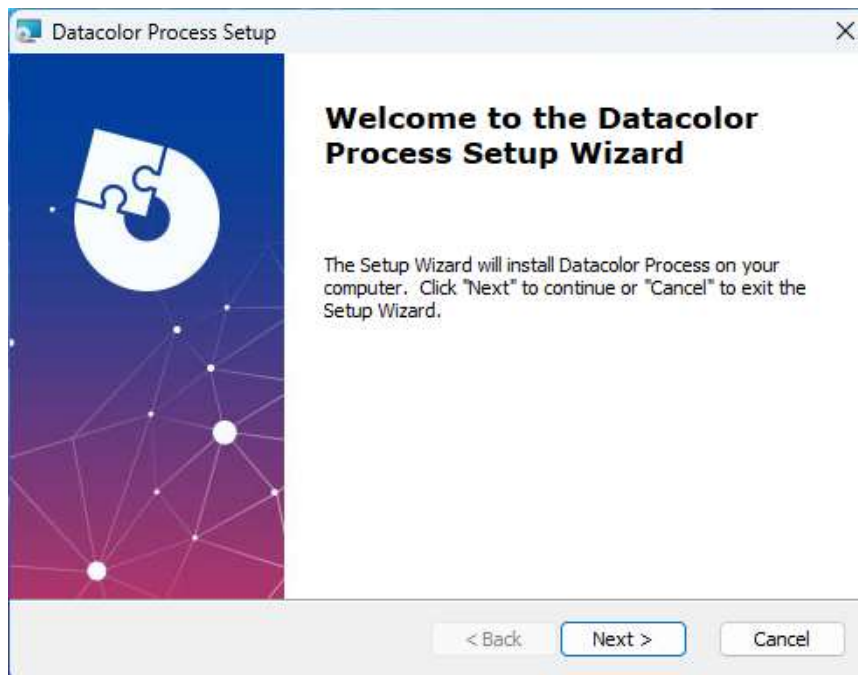 Datacolor Process Setup
Welcome to the Datacolor
Process Setup Wizard
The Setup Wizard will install Datacolor Process on your
computer.  Click "Next" to continue or "Cancel" to exit the
Setup Wizard.
< Back Next > Cancel